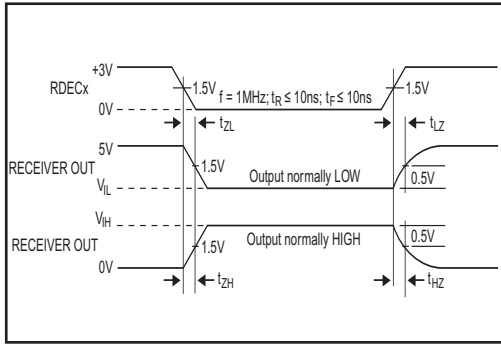 +3V
RDECx
1.5V
f = 1MHz; tR ≤ 10ns; tF ≤ 10ns
1.5V
0V
tZL
tLZ
5V
RECEIVER OUT
1.5V
Output normally LOW
0.5V
VIL
VIH
RECEIVER OUT
1.5V
Output normally HIGH
0.5V
0V
tZH
tHZ